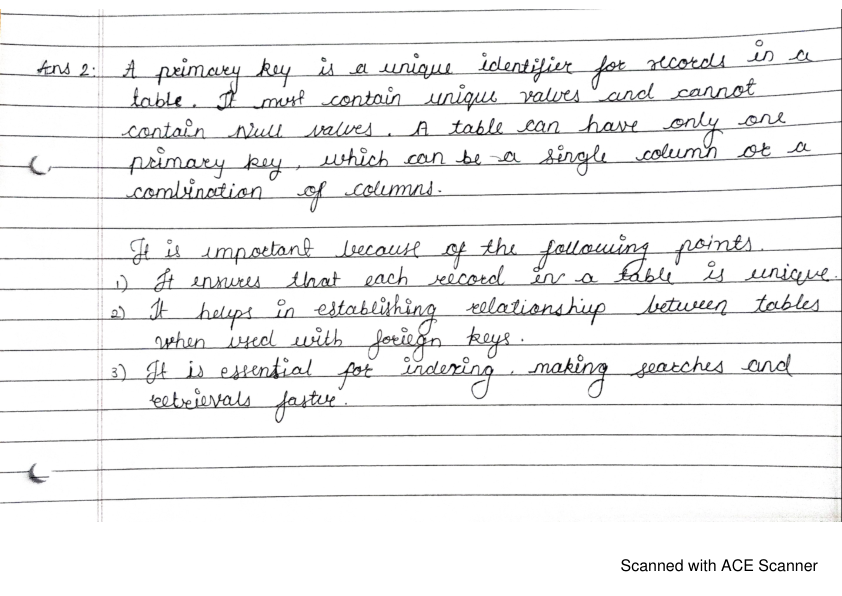 Ans 2: A primary key is a unique identifier for records in a
table. It must contain unique values and cannot
contain Null values. A table can have only one
primary key, which can be a single column or a
combination of columns.
It is important because of the following points.
1) It ensures that each record in a table is unique.
2) It helps in establishing relationship between tables
when used with foriegn keys.
3) It is essential for indexing, making searches and
retrievals faster.
Scanned with ACE Scanner